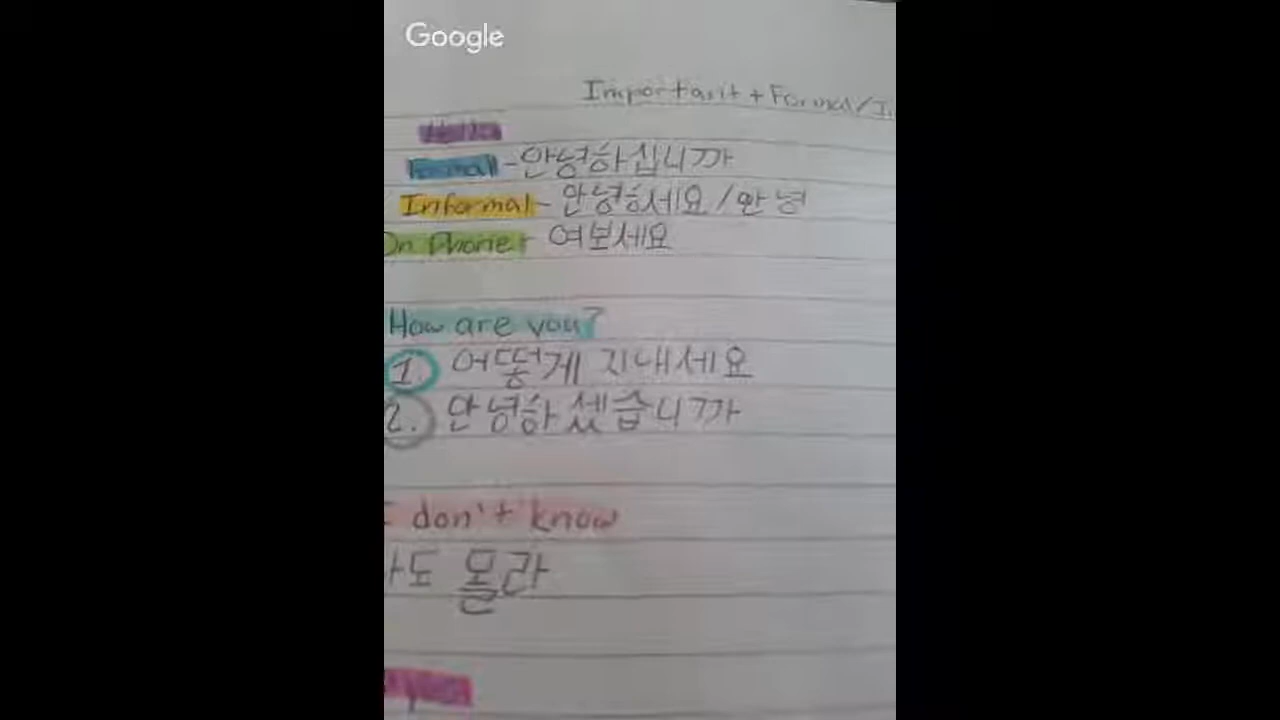 Google
Important + Formal/I
Hello
Formal - 안녕하십니까
Informal - 안녕하세요 / 안녕
On Phone - 여보세요
How are you?
1. 어떻게 지내세요
2. 안녕하셌습니까
I don't know
도 몰라